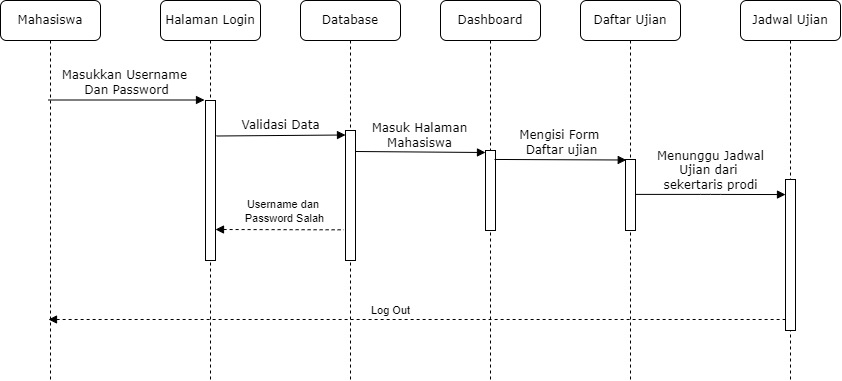 Mahasiswa
Halaman Login
Database
Dashboard
Daftar Ujian
Jadwal Ujian
Masukkan Username
Dan Password
Validasi Data
Masuk Halaman
Mahasiswa
Mengisi Form
Daftar ujian
Menunggu Jadwal
Ujian dari
sekertaris prodi
Username dan
Password Salah
Log Out